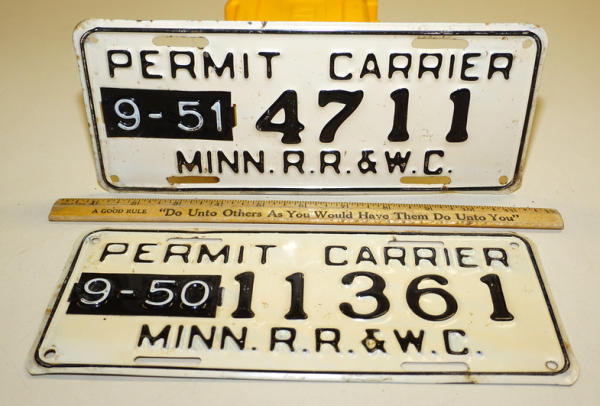 PERMIT CARRIER
9-51 4711
MINN. R.R. & W.C.
A GOOD RULE "Do Unto Others As You Would Have Them Do Unto You"
PERMIT CARRIER
9-50 11361
MINN. R.R. & W.C.